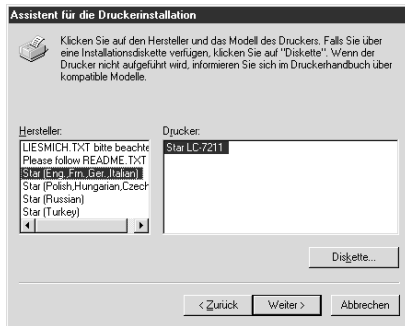 Assistent für die Druckerinstallation
Klicken Sie auf den Hersteller und das Modell des Druckers. Falls Sie über
eine Installationsdiskette verfügen, klicken Sie auf "Diskette". Wenn der
Drucker nicht aufgeführt wird, informieren Sie sich im Druckerhandbuch über
kompatible Modelle.
Hersteller:
LIESMICH.TXT bitte beachte
Please follow README.TXT
Star (Eng.,Frn.,Ger.,Italian)
Star (Polish,Hungarian,Czech
Star (Russian)
Star (Turkey)
Drucker:
Star LC-7211
Diskette...
< Zurück
Weiter >
Abbrechen